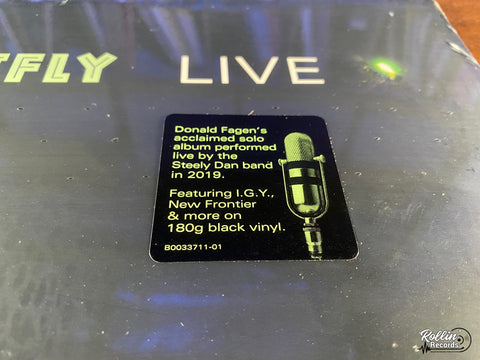 TFLY LIVE
Donald Fagen's
acclaimed solo
album performed
live by the
Steely Dan band
in 2019.
Featuring I.G.Y.,
New Frontier
& more on
180g black vinyl.
B0033711-01
Rollin'
Records